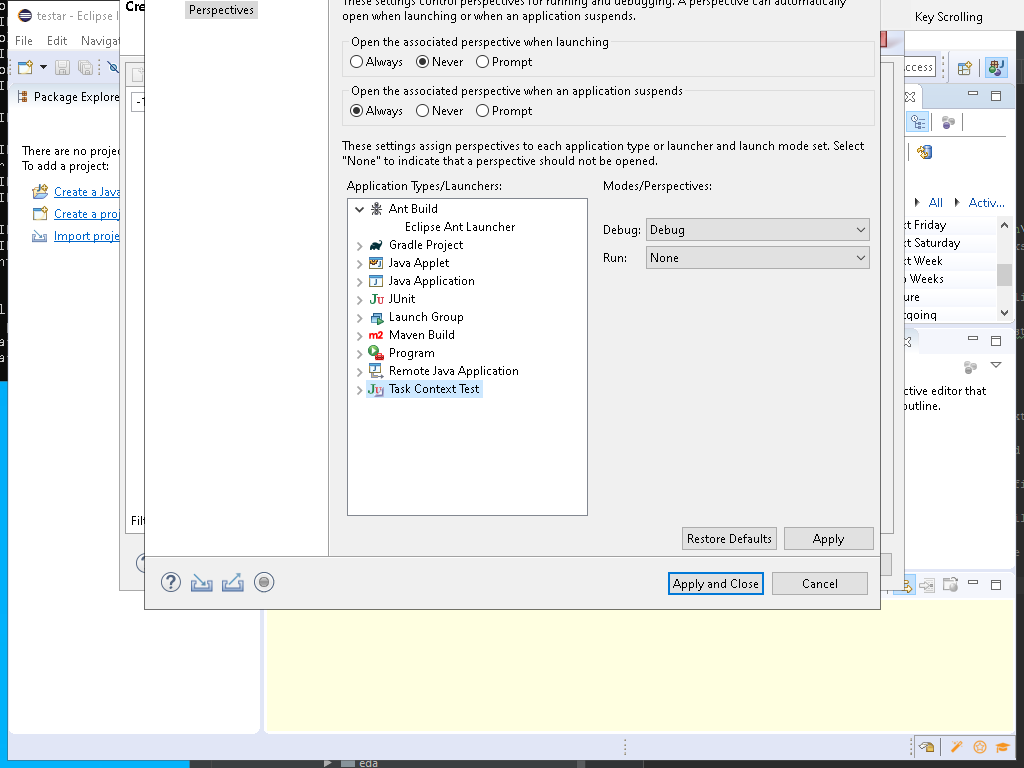 testar - Eclipse I
File Edit Navigat
Package Explore
There are no projec
To add a project:
Create a Java
Create a proj
Import proje
Cre
Filt
Perspectives
These settings control perspectives for running and debugging. A perspective can automatically
open when launching or when an application suspends.
Open the associated perspective when launching
Always Never Prompt
Open the associated perspective when an application suspends
Always Never Prompt
These settings assign perspectives to each application type or launcher and launch mode set. Select
"None" to indicate that a perspective should not be opened.
Application Types/Launchers:
Ant Build
Eclipse Ant Launcher
Gradle Project
Java Applet
Java Application
JUnit
Launch Group
Maven Build
Program
Remote Java Application
Task Context Test
Modes/Perspectives:
Debug: Debug
Run: None
Restore Defaults Apply
Apply and Close Cancel
Key Scrolling
ccess
All Activ...
xt Friday
xt Saturday
xt Week
o Weeks
ure
tgoing
ctive editor that
outline.
eda